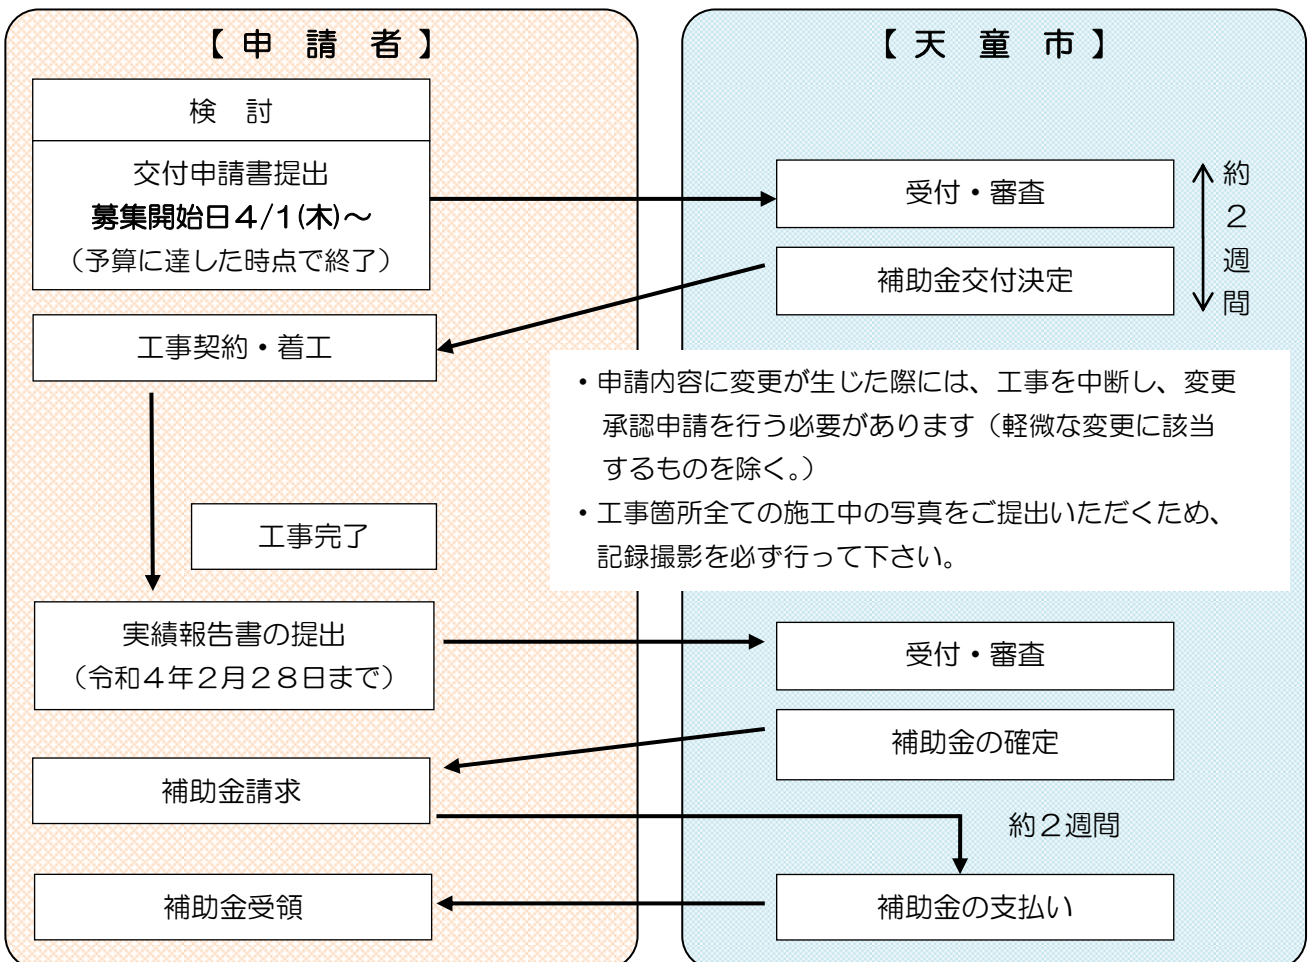 【 申 請 者 】
検 討
交付申請書提出
募集開始日４/１(木)～
（予算に達した時点で終了）
工事契約・着工
工事完了
実績報告書の提出
（令和４年２月２８日まで）
補助金請求
補助金受領
【 天 童 市 】
受付・審査
補助金交付決定
約２週間
・申請内容に変更が生じた際には、工事を中断し、変更
承認申請を行う必要があります（軽微な変更に該当
するものを除く。）
・工事箇所全ての施工中の写真をご提出いただくため、
記録撮影を必ず行って下さい。
受付・審査
補助金の確定
約２週間
補助金の支払い